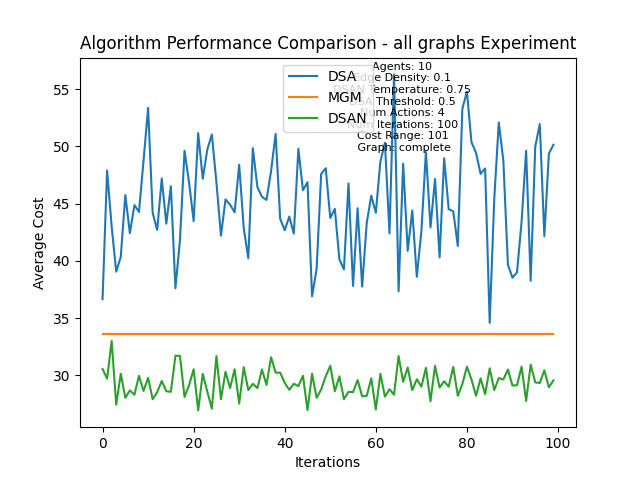 Algorithm Performance Comparison - all graphs Experiment
Agents: 10
Edge Density: 0.1
DSAN Temperature: 0.75
DSA Threshold: 0.5
Num Actions: 4
Num Iterations: 100
Cost Range: 101
Graph: complete
DSA
MGM
DSAN
Average Cost
55
50
45
40
35
30
0
20
40
60
80
100
Iterations